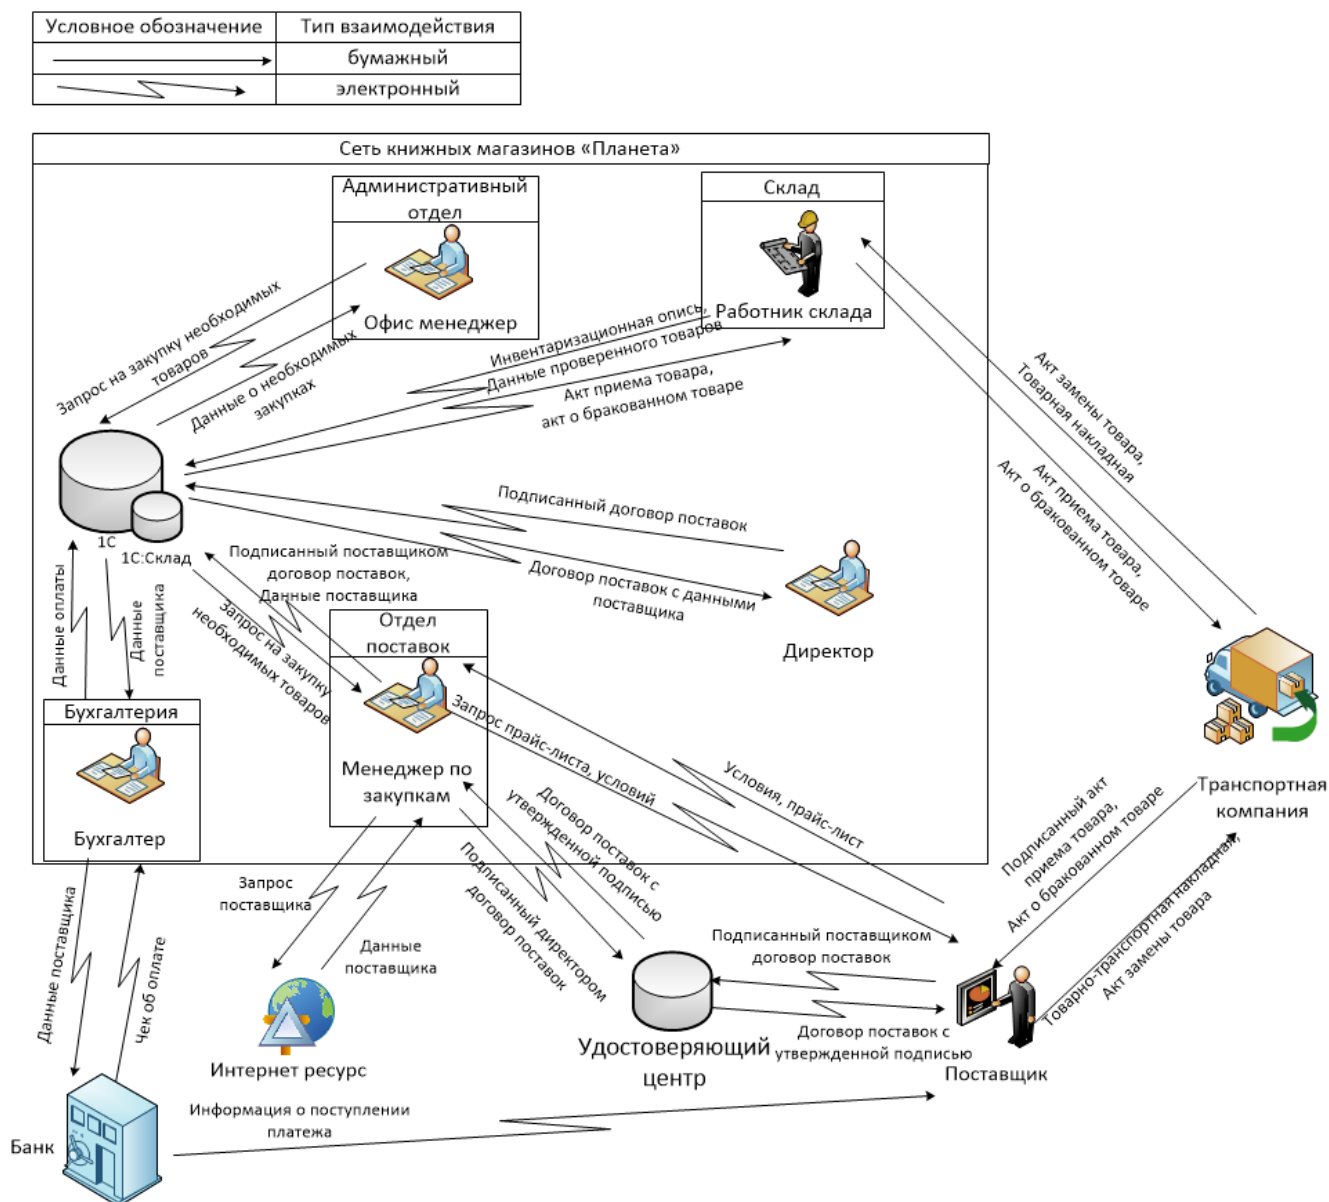 Условное обозначение
Тип взаимодействия
бумажный
электронный
Сеть книжных магазинов «Планета»
Административный
отдел
Офис менеджер
Склад
Работник склада
Запрос на закупку необходимых
товаров
Данные о необходимых
закупках
Инвентаризационная опись,
Данные проверенного товаров
Акт приема товара,
акт о бракованном товаре
Акт замены товара,
Товарная накладная
Акт приема товара,
Акт о бракованном товаре
1С
1С:Склад
Подписанный договор поставок
Договор поставок с данными
поставщика
Директор
Подписанный поставщиком
договор поставок,
Данные поставщика
Запрос на закупку
необходимых товаров
Данные оплаты
Данные
поставщика
Отдел
поставок
Менеджер по
закупкам
Бухгалтерия
Бухгалтер
Запрос прайс-листа, условий
Условия, прайс-лист
Транспортная
компания
Подписанный акт
приема товара,
Акт о бракованном товаре
Товарно-транспортная накладная,
Акт замены товара
Договор поставок с
утвержденной подписью
Подписанный директором
договор поставок
Запрос
поставщика
Данные
поставщика
Данные поставщика
Чек об оплате
Интернет ресурс
Подписанный поставщиком
договор поставок
Договор поставок с
утвержденной подписью
Удостоверяющий
центр
Поставщик
Информация о поступлении
платежа
Банк